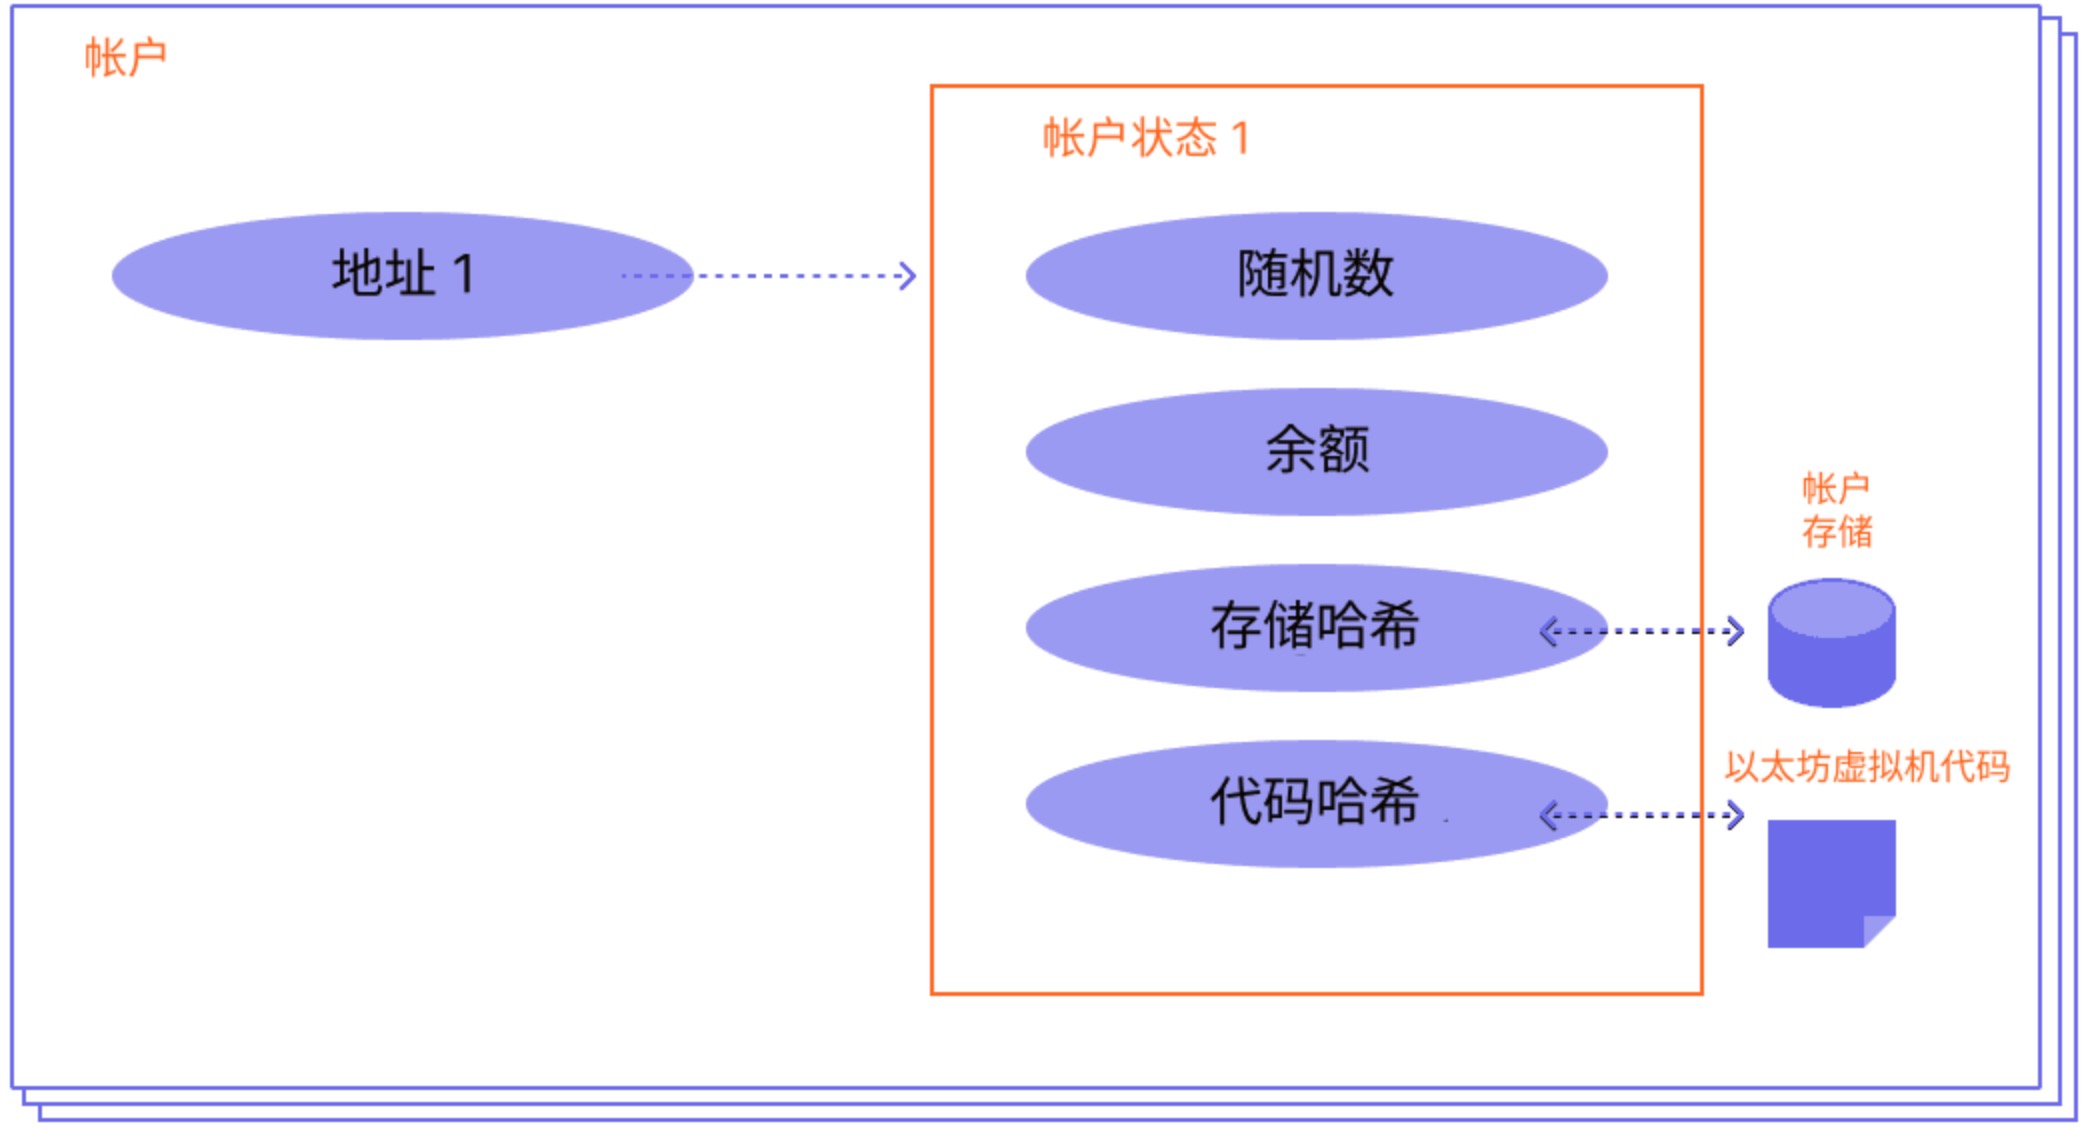 帐户
帐户状态 1
地址 1
随机数
余额
帐户
存储
存储哈希
以太坊虚拟机代码
代码哈希